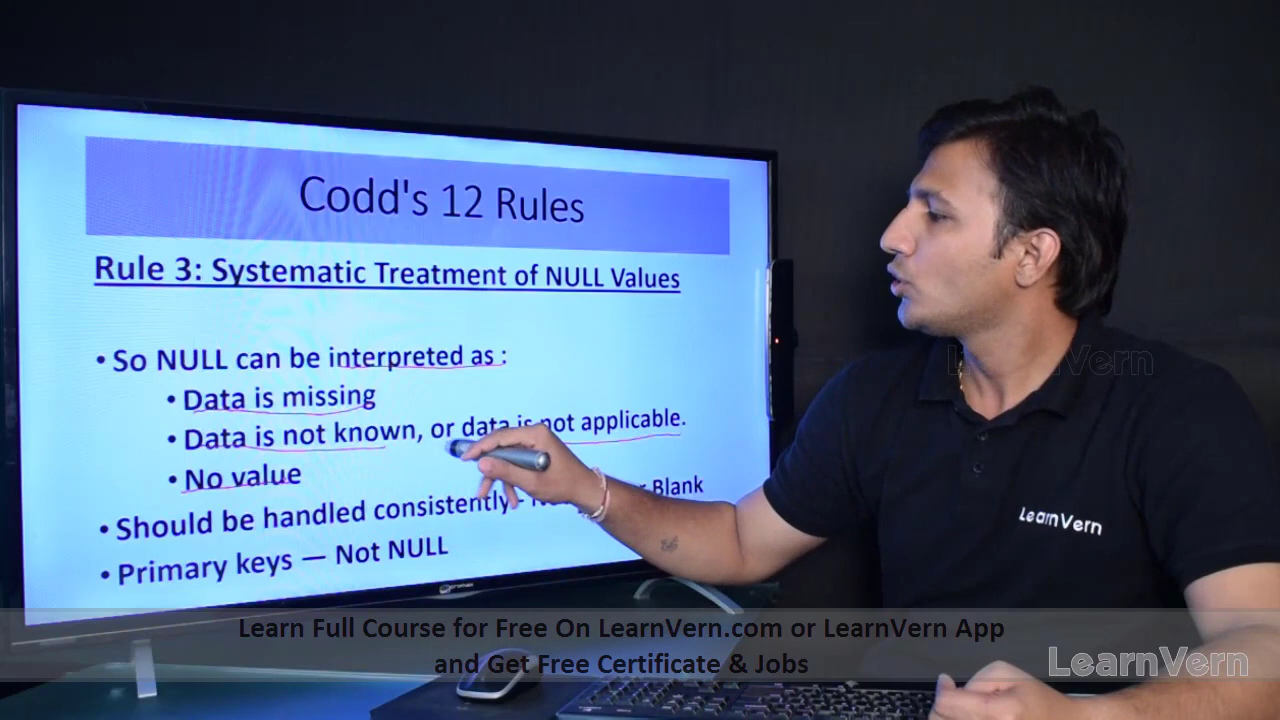 Codd's 12 Rules
Rule 3: Systematic Treatment of NULL Values
• So NULL can be interpreted as :
• Data is missing
• Data is not known, or data is not applicable.
• No value
• Should be handled consistently - Blank
• Primary keys — Not NULL
LearnVern
LearnVern
Learn Full Course for Free On LearnVern.com or LearnVern App
and Get Free Certificate & Jobs
LearnVern